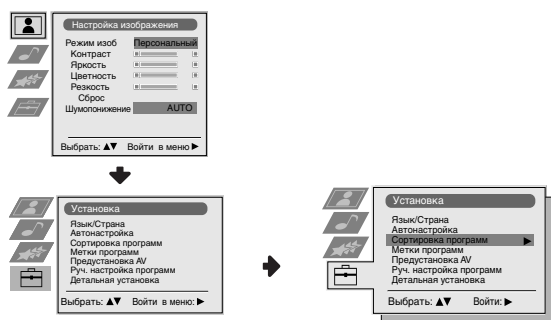 Настройка изображения
Режим изоб Персональный
Контраст
Яркость
Цветность
Резкость
Сброс
Шумопонижение AUTO
Выбрать: ▲▼ Войти в меню ▶
Установка
Язык/Страна
Автонастройка
Сортировка программ
Метки программ
Предустановка AV
Руч. настройка программ
Детальная установка
Выбрать: ▲▼ Войти в меню: ▶
Установка
Язык/Страна
Автонастройка
Сортировка программ ▶
Метки программ
Предустановка AV
Руч. настройка программ
Детальная установка
Выбрать: ▲▼ Войти: ▶